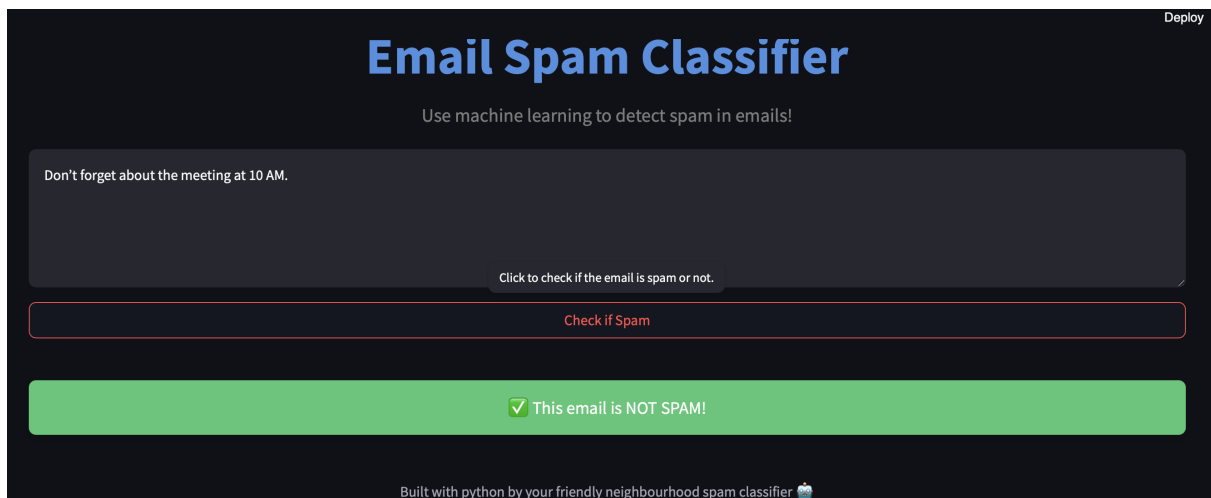 Deploy
Email Spam Classifier
Use machine learning to detect spam in emails!
Don’t forget about the meeting at 10 AM.
Click to check if the email is spam or not.
Check if Spam
✅ This email is NOT SPAM!
Built with python by your friendly neighbourhood spam classifier 🤖